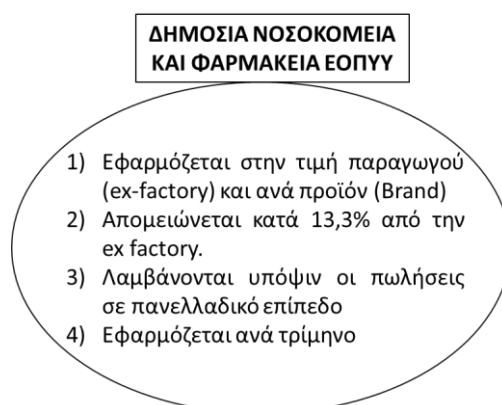 ΔΗΜΟΣΙΑ ΝΟΣΟΚΟΜΕΙΑ
ΚΑΙ ΦΑΡΜΑΚΕΙΑ ΕΟΠΥΥ
1) Εφαρμόζεται στην τιμή παραγωγού
(ex-factory) και ανά προϊόν (Brand)
2) Απομειώνεται κατά 13,3% από την
ex factory.
3) Λαμβάνονται υπόψιν οι πωλήσεις
σε πανελλαδικό επίπεδο
4) Εφαρμόζεται ανά τρίμηνο